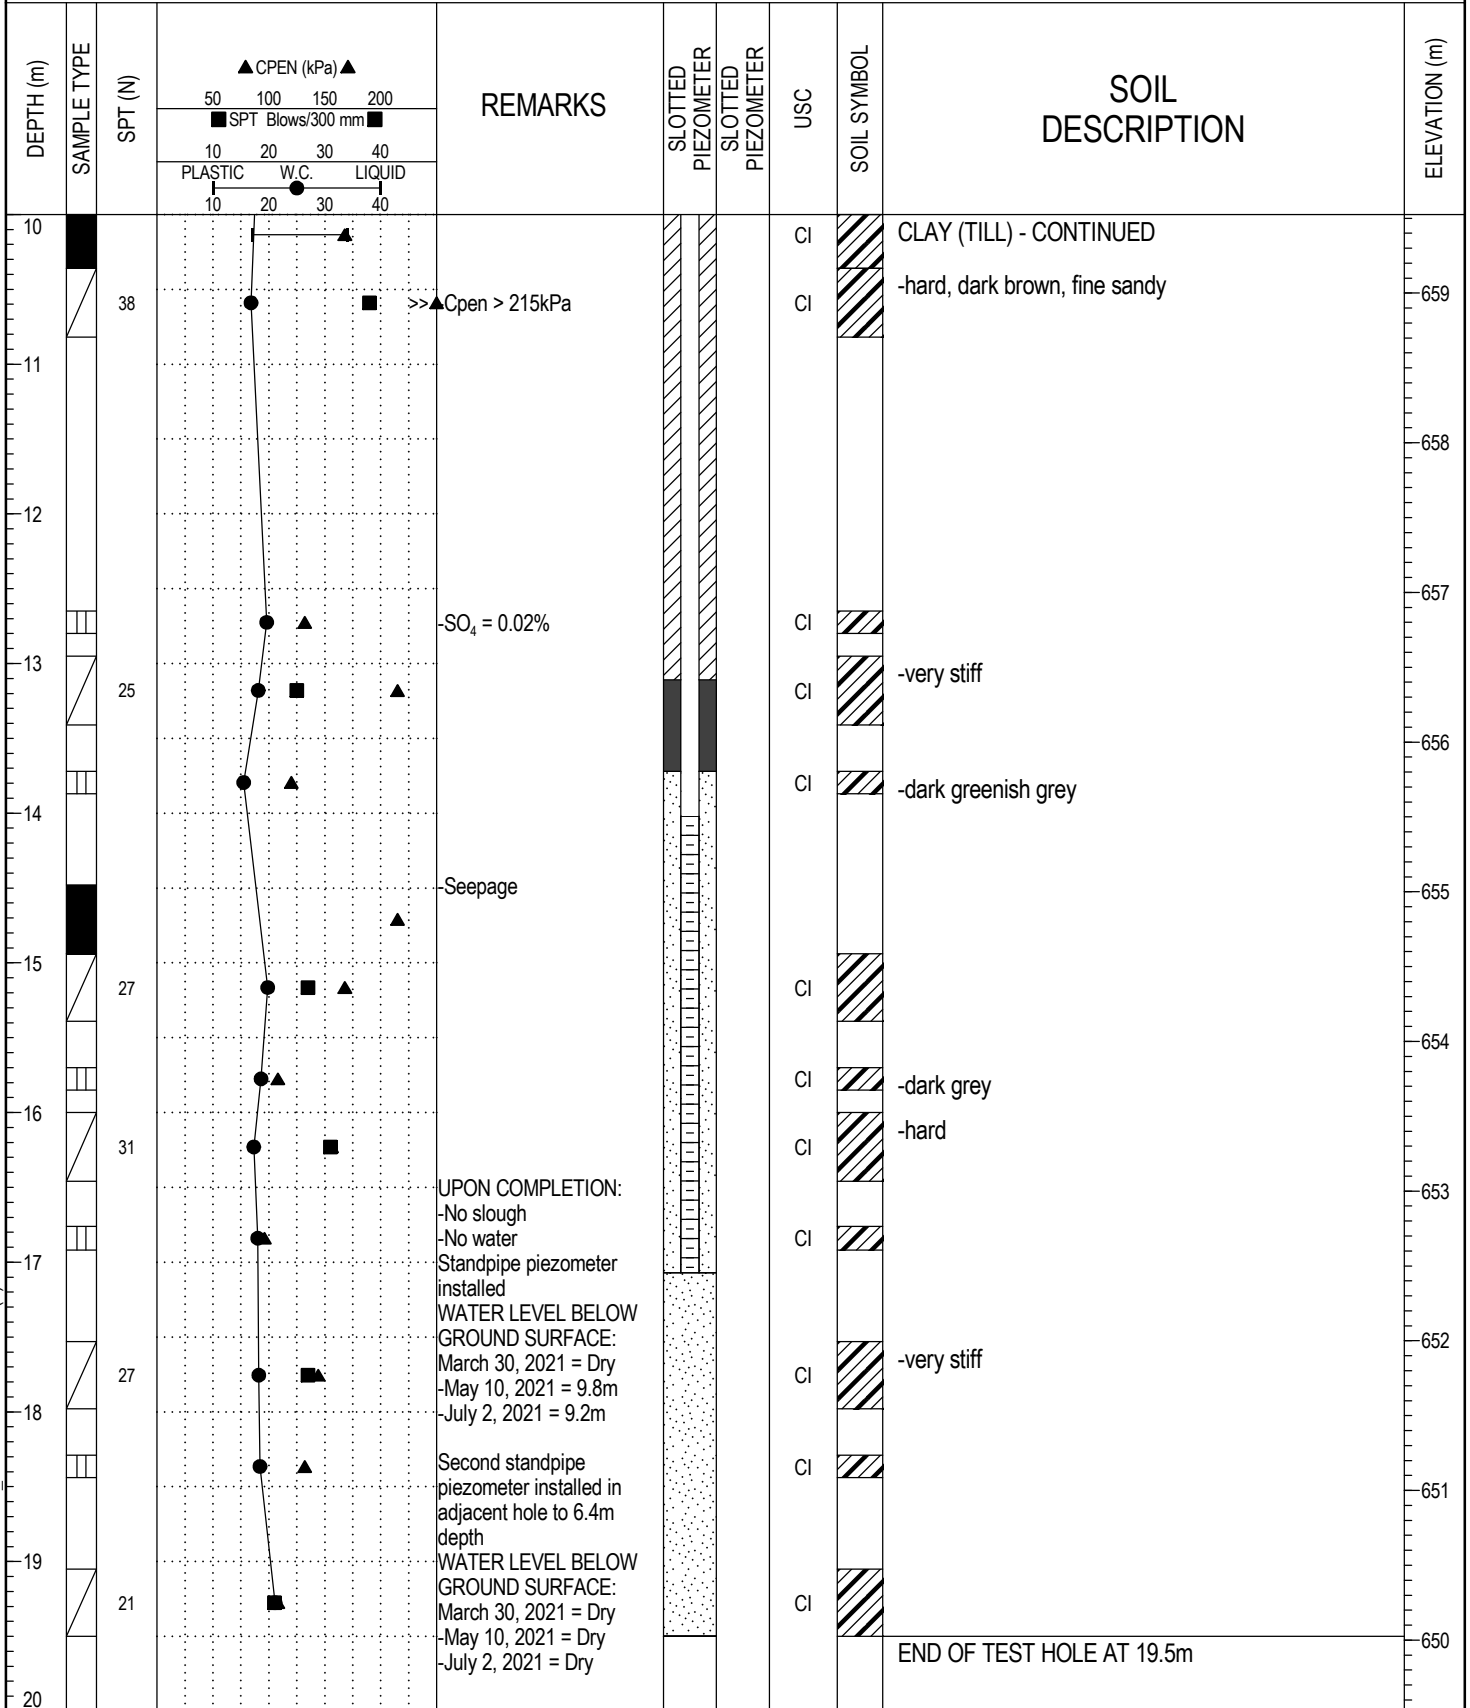 DEPTH (m)
SAMPLE TYPE
SPT (N)
▲ CPEN (kPa) ▲
50 100 150 200
■ SPT Blows/300 mm ■
10 20 30 40
PLASTIC W.C. LIQUID
10 20 30 40
REMARKS
SLOTTED
PIEZOMETER
SLOTTED
PIEZOMETER
USC
SOIL SYMBOL
SOIL
DESCRIPTION
ELEVATION (m)
10
CI
CLAY (TILL) - CONTINUED
38
>>▲
Cpen > 215kPa
CI
-hard, dark brown, fine sandy
659
11
658
12
657
-SO₄ = 0.02%
CI
13
25
CI
-very stiff
656
CI
-dark greenish grey
14
-Seepage
655
15
27
CI
654
CI
-dark grey
16
31
CI
-hard
UPON COMPLETION:
653
-No slough
-No water
CI
17
Standpipe piezometer
installed
WATER LEVEL BELOW
GROUND SURFACE:
652
March 30, 2021 = Dry
-very stiff
27
CI
-May 10, 2021 = 9.8m
18
-July 2, 2021 = 9.2m
Second standpipe
CI
piezometer installed in
651
adjacent hole to 6.4m
depth
19
WATER LEVEL BELOW
GROUND SURFACE:
21
CI
March 30, 2021 = Dry
-May 10, 2021 = Dry
650
-July 2, 2021 = Dry
END OF TEST HOLE AT 19.5m
20